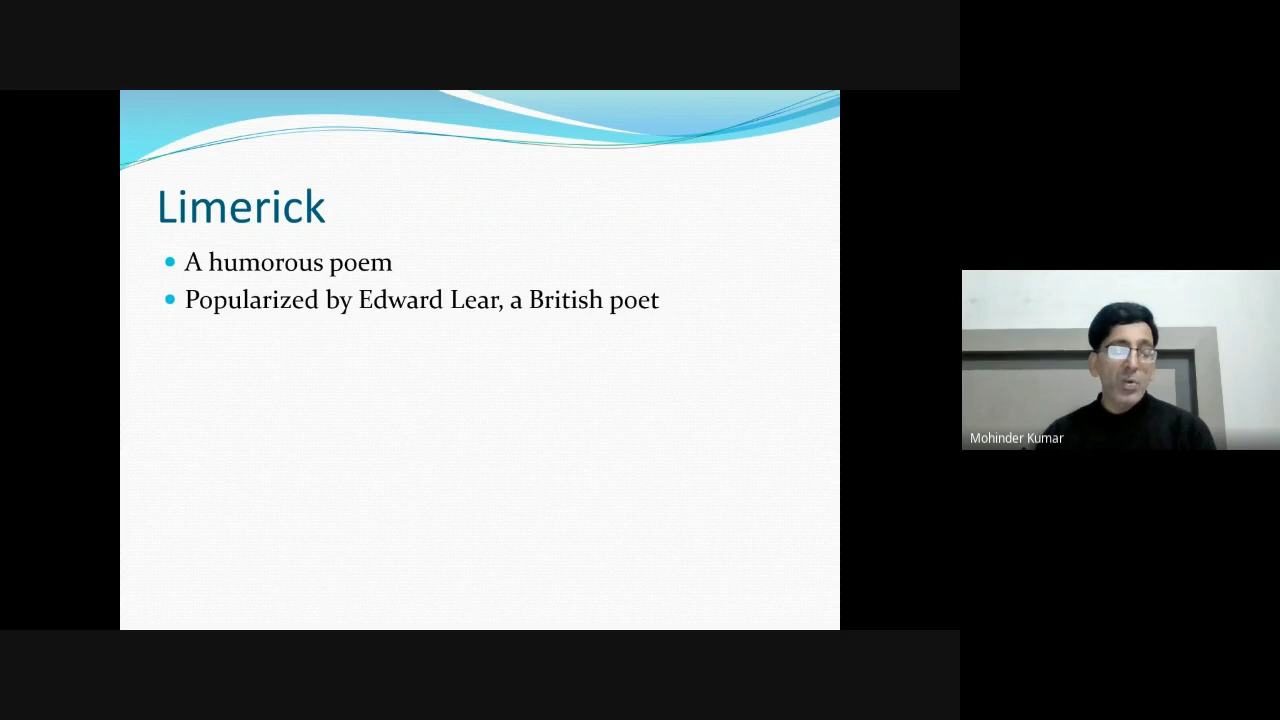 Limerick
A humorous poem
Popularized by Edward Lear, a British poet
Mohinder Kumar